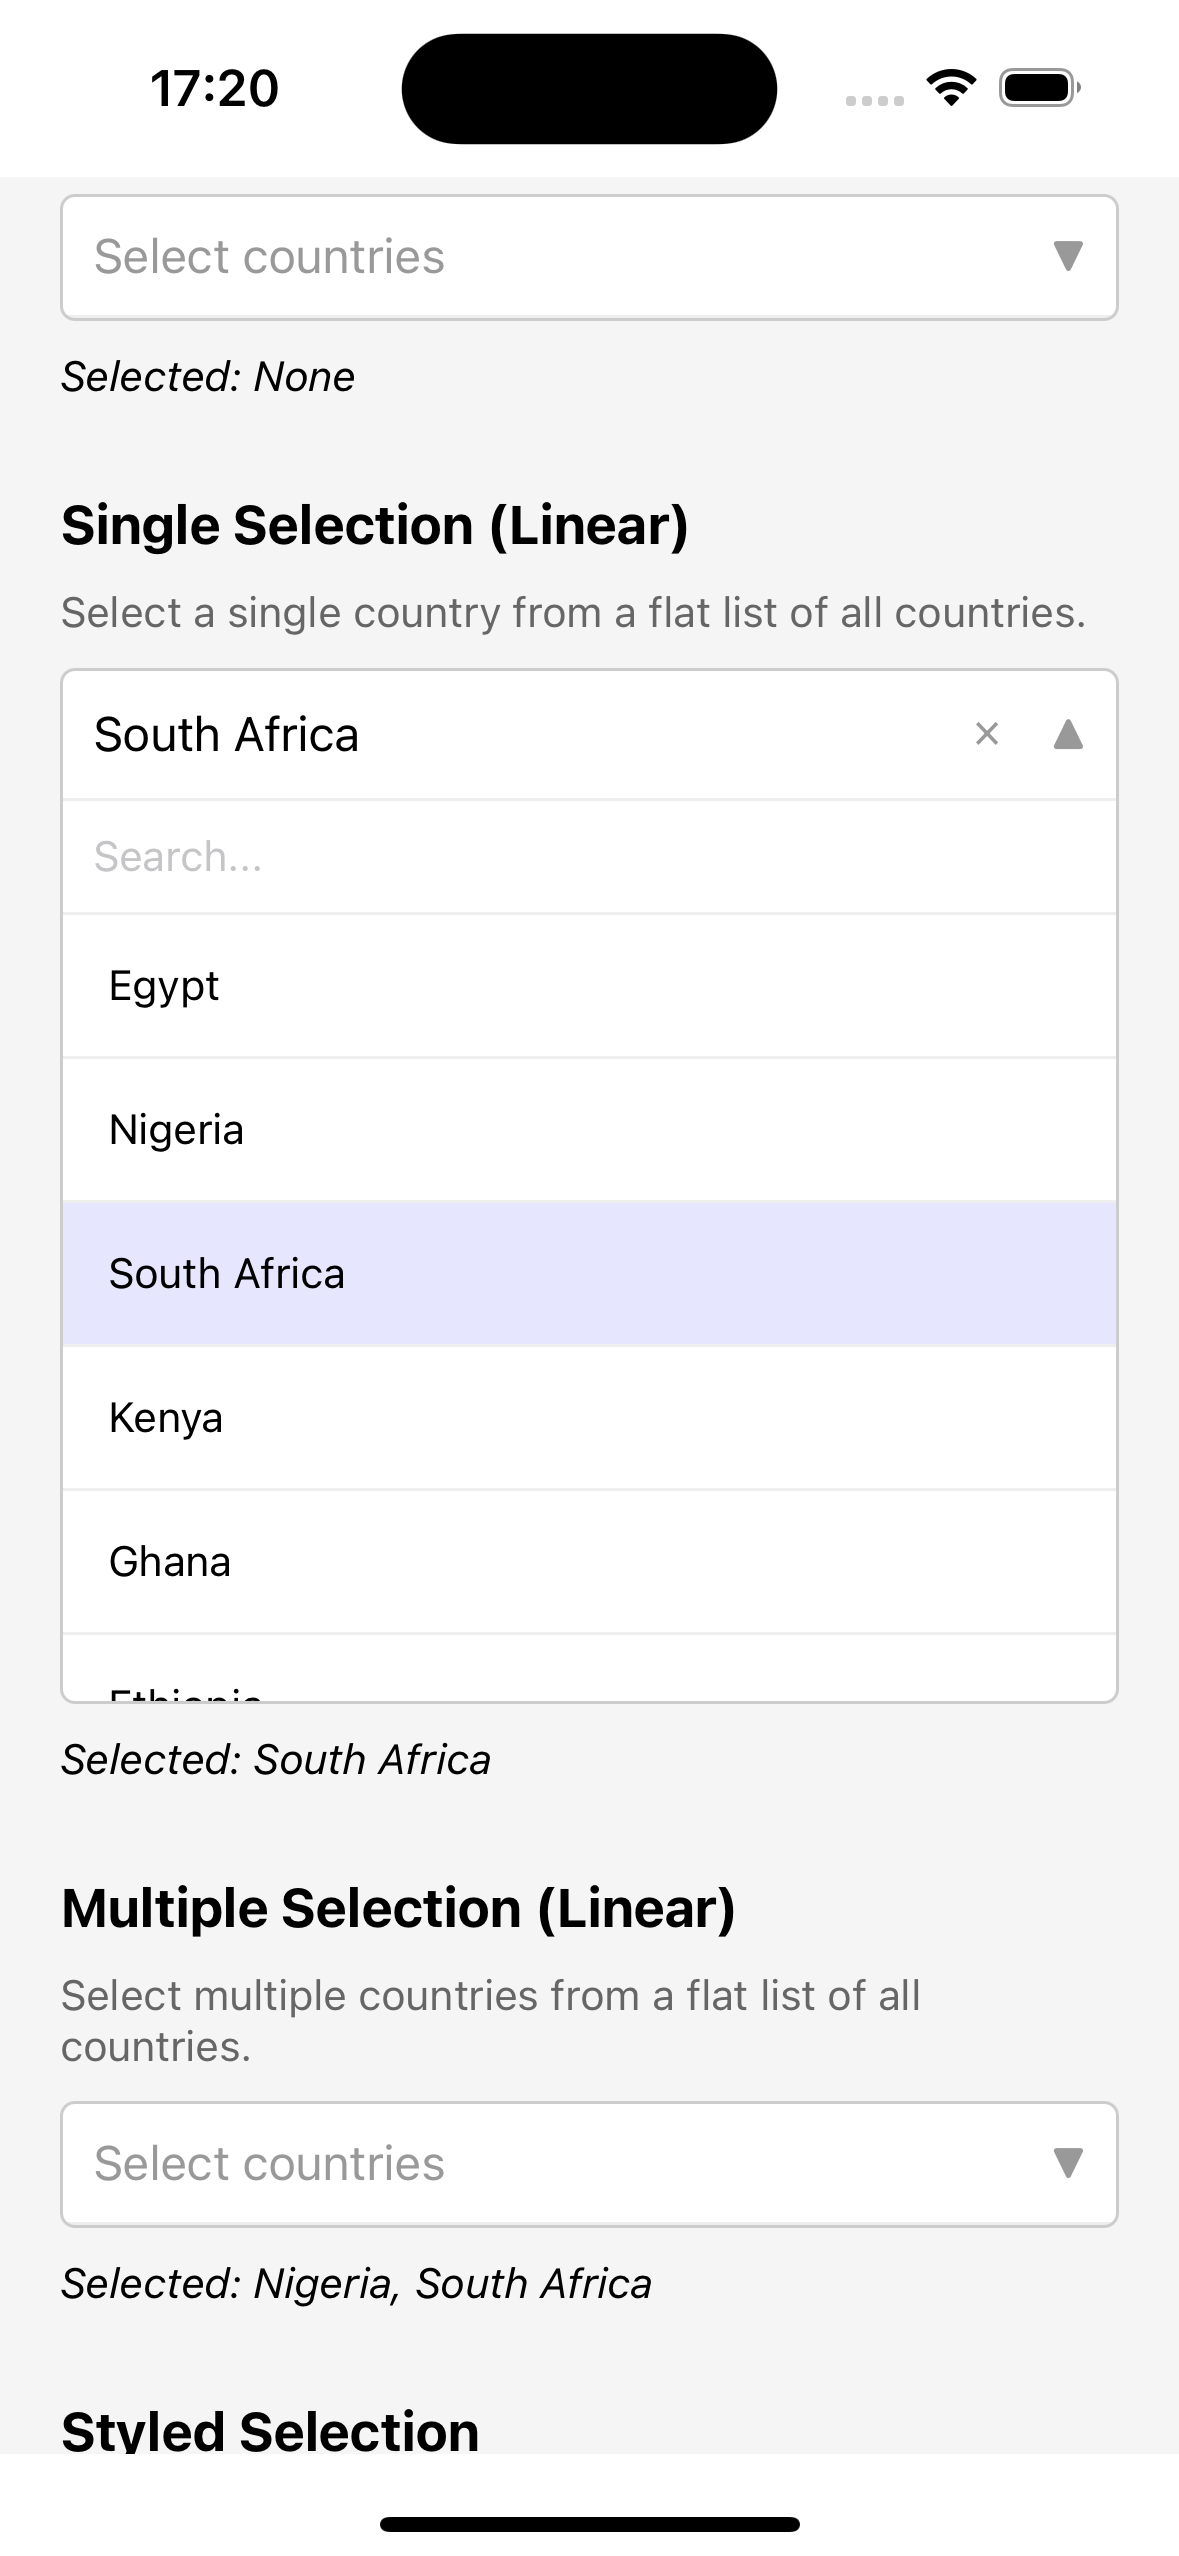 17:20
Select countries
Selected: None
Single Selection (Linear)
Select a single country from a flat list of all countries.
South Africa
Search...
Egypt
Nigeria
South Africa
Kenya
Ghana
Ethiopia
Selected: South Africa
Multiple Selection (Linear)
Select multiple countries from a flat list of all
countries.
Select countries
Selected: Nigeria, South Africa
Styled Selection